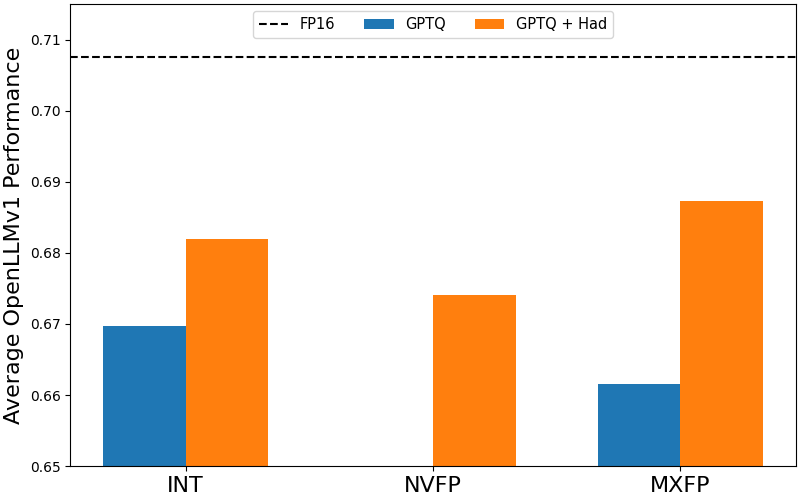 FP16 GPTQ GPTQ + Had
Average OpenLLMv1 Performance
0.71
0.70
0.69
0.68
0.67
0.66
0.65
INT NVFP MXFP